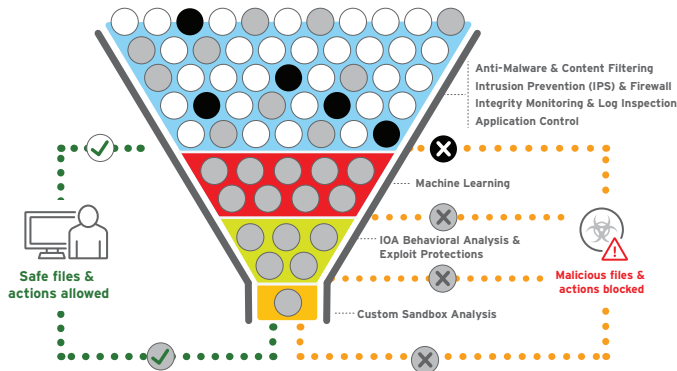 Anti-Malware & Content Filtering
Intrusion Prevention (IPS) & Firewall
Integrity Monitoring & Log Inspection
Application Control
Machine Learning
IOA Behavioral Analysis &
Exploit Protections
Safe files &
actions allowed
Malicious files &
actions blocked
Custom Sandbox Analysis